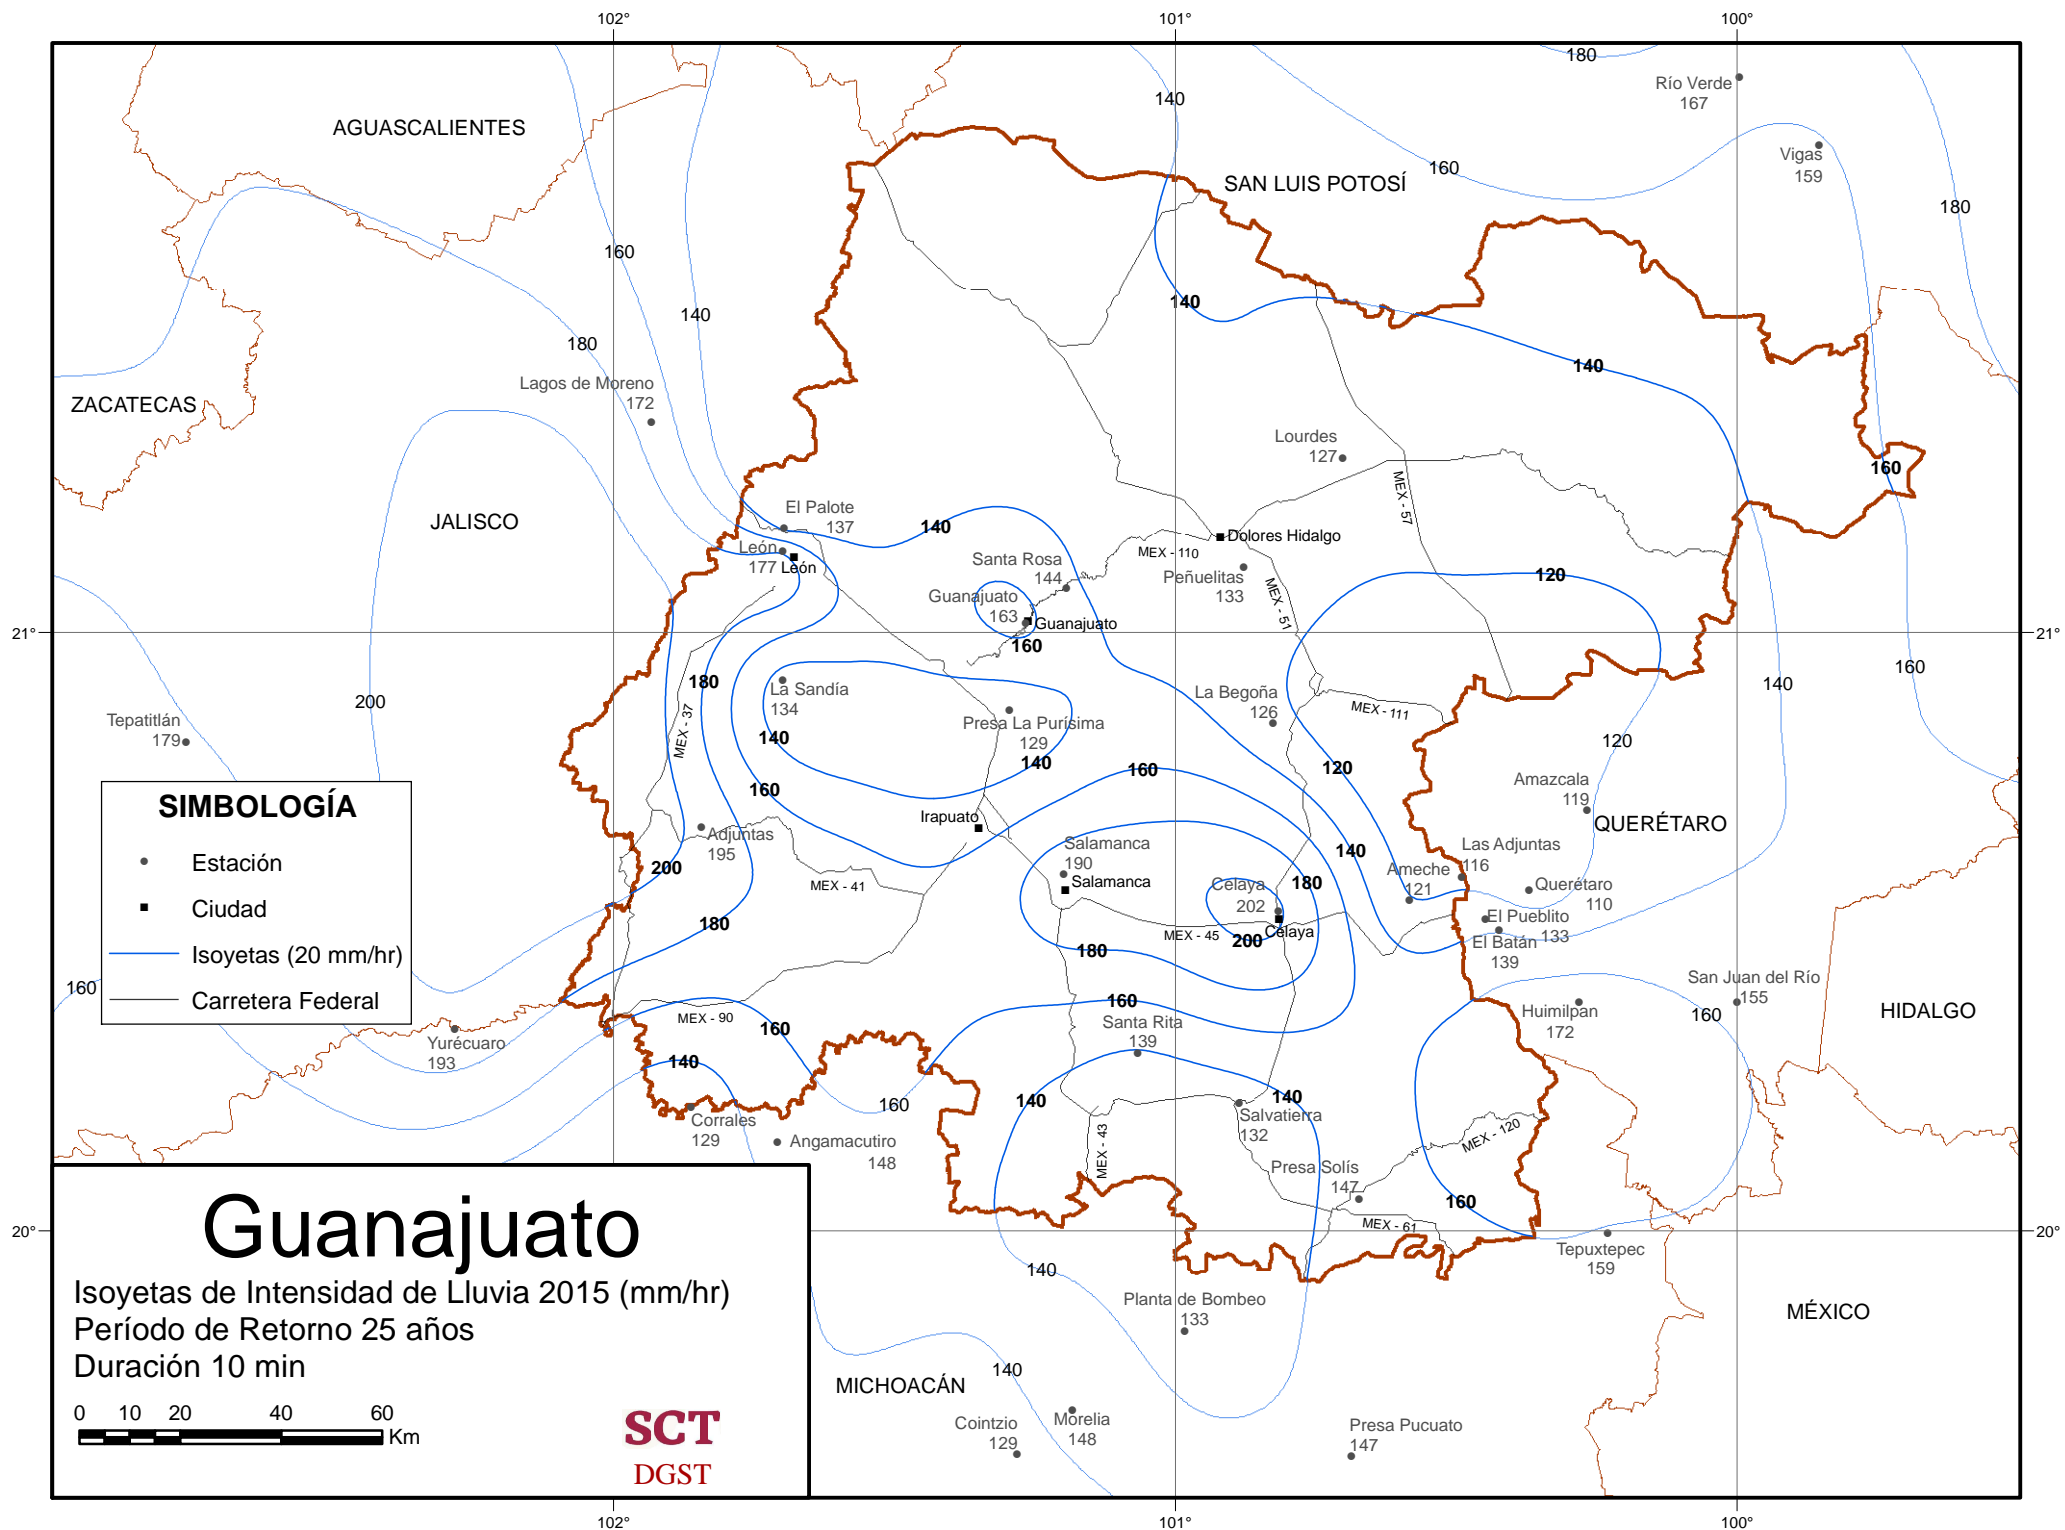 102°
101°
100°
180
Río Verde
167
140
AGUASCALIENTES
Vigas
159
160
SAN LUIS POTOSÍ
180
160
140
140
180
140
Lagos de Moreno
172
ZACATECAS
Lourdes
127
160
MEX - 57
El Palote
137
140
JALISCO
León
177
León
Dolores Hidalgo
MEX - 110
Santa Rosa
144
Peñuelitas
133
120
Guanajuato
163
Guanajuato
MEX - 51
21°
21°
160
160
180
La Sandía
134
La Begoña
126
140
200
MEX - 111
Tepatitlán
179
MEX - 37
Presa La Purísima
129
140
140
120
120
160
160
Amazcala
119
SIMBOLOGÍA
Estación
Ciudad
Isoyetas (20 mm/hr)
Carretera Federal
Irapuato
QUERÉTARO
Adjuntas
195
Salamanca
190
Salamanca
140
Las Adjuntas
116
200
MEX - 41
Celaya
202
180
Ameche
121
Querétaro
110
180
MEX - 45
200
Celaya
El Pueblito
133
El Batán
139
180
160
San Juan del Río
155
160
160
MEX - 90
160
Huimilpan
172
HIDALGO
Yurécuaro
193
Santa Rita
139
140
160
140
140
Corrales
129
Angamacutiro
148
Salvatierra
132
MEX - 43
MEX - 120
Presa Solís
147
160
MEX - 61
20°
20°
Guanajuato
Isoyetas de Intensidad de Lluvia 2015 (mm/hr)
Período de Retorno 25 años
Duración 10 min
0 10 20 40 60
Km
SCT
DGST
Tepuxtepec
159
140
Planta de Bombeo
133
MÉXICO
140
MICHOACÁN
Cointzio
129
Morelia
148
Presa Pucuato
147
102°
101°
100°